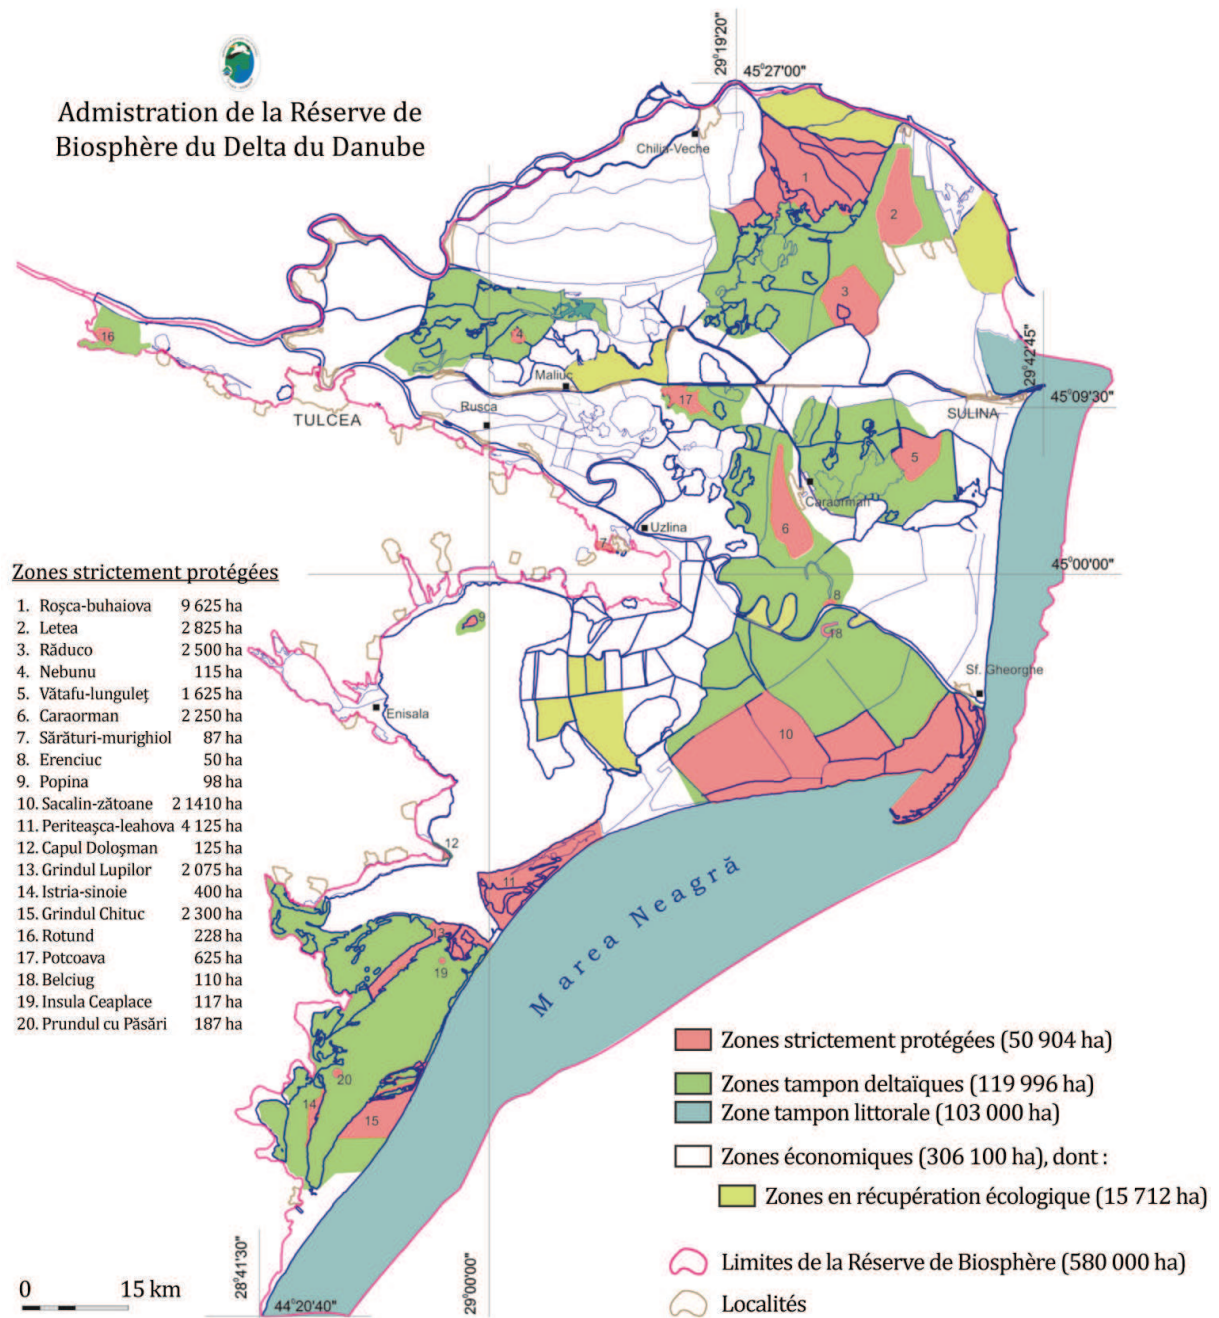 Admistration de la Réserve de
Biosphère du Delta du Danube
29°19'20"
45°27'00"
Chilia-Veche
1
2
3
16
4
Maliuc
29°42'45"
45°09'30"
TULCEA
Rusca
17
SULINA
5
Caraorman
Uzlina
6
7
45°00'00"
8
18
9
Sf. Gheorghe
Enisala
10
12
11
13
19
20
14
15
Marea Neagră
Zones strictement protégées
1. Roşca-buhaiova 9 625 ha
2. Letea 2 825 ha
3. Răduco 2 500 ha
4. Nebunu 115 ha
5. Vătafu-lunguleţ 1 625 ha
6. Caraorman 2 250 ha
7. Sărături-murighiol 87 ha
8. Erenciuc 50 ha
9. Popina 98 ha
10. Sacalin-zătoane 2 1410 ha
11. Periteaşca-leahova 4 125 ha
12. Capul Doloşman 125 ha
13. Grindul Lupilor 2 075 ha
14. Istria-sinoie 400 ha
15. Grindul Chituc 2 300 ha
16. Rotund 228 ha
17. Potcoava 625 ha
18. Belciug 110 ha
19. Insula Ceaplace 117 ha
20. Prundul cu Păsări 187 ha
Zones strictement protégées (50 904 ha)
Zones tampon deltaïques (119 996 ha)
Zone tampon littorale (103 000 ha)
Zones économiques (306 100 ha), dont :
Zones en récupération écologique (15 712 ha)
Limites de la Réserve de Biosphère (580 000 ha)
Localités
0 15 km
28°41'30"
44°20'40"
29°00'00"